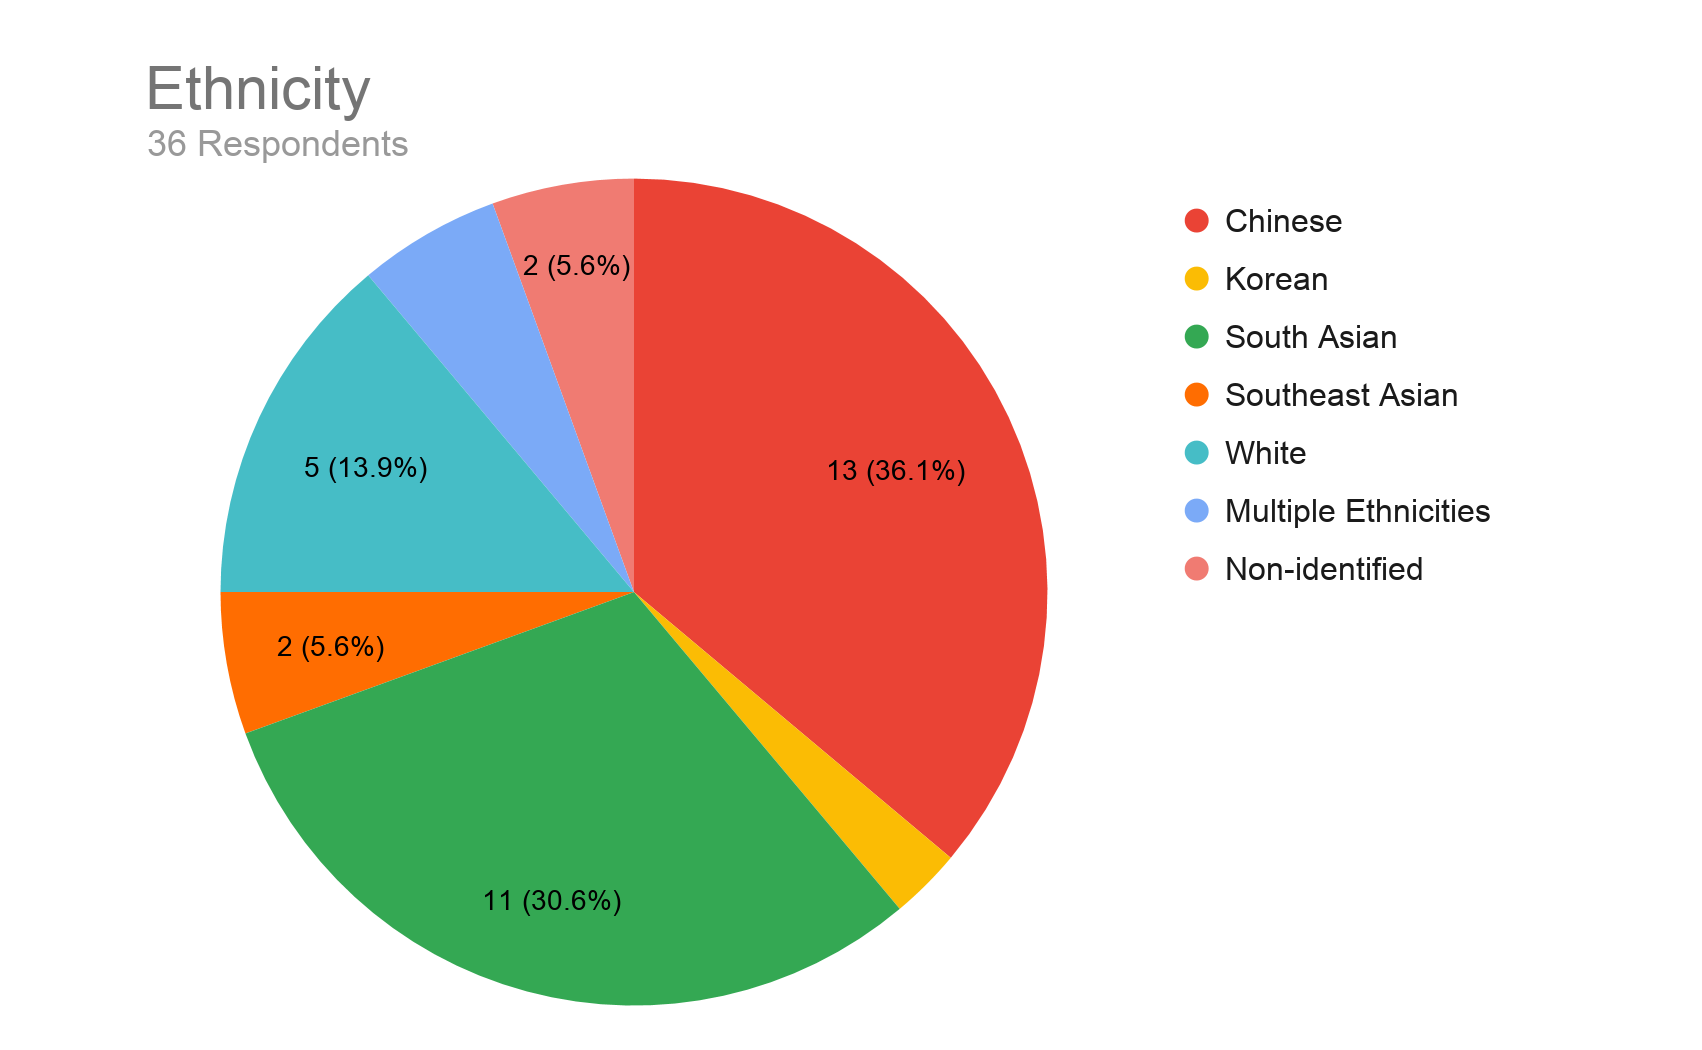 Ethnicity
36 Respondents
2 (5.6%)
13 (36.1%)
5 (13.9%)
2 (5.6%)
11 (30.6%)
Chinese
Korean
South Asian
Southeast Asian
White
Multiple Ethnicities
Non-identified